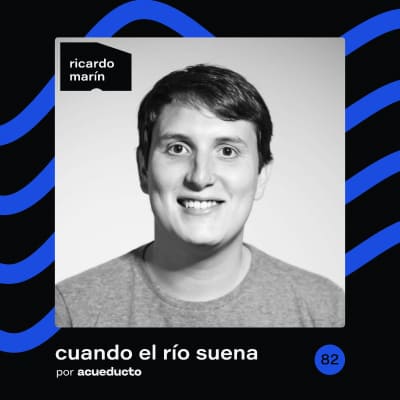 ricardo
marín
cuando el río suena
82
por acueducto